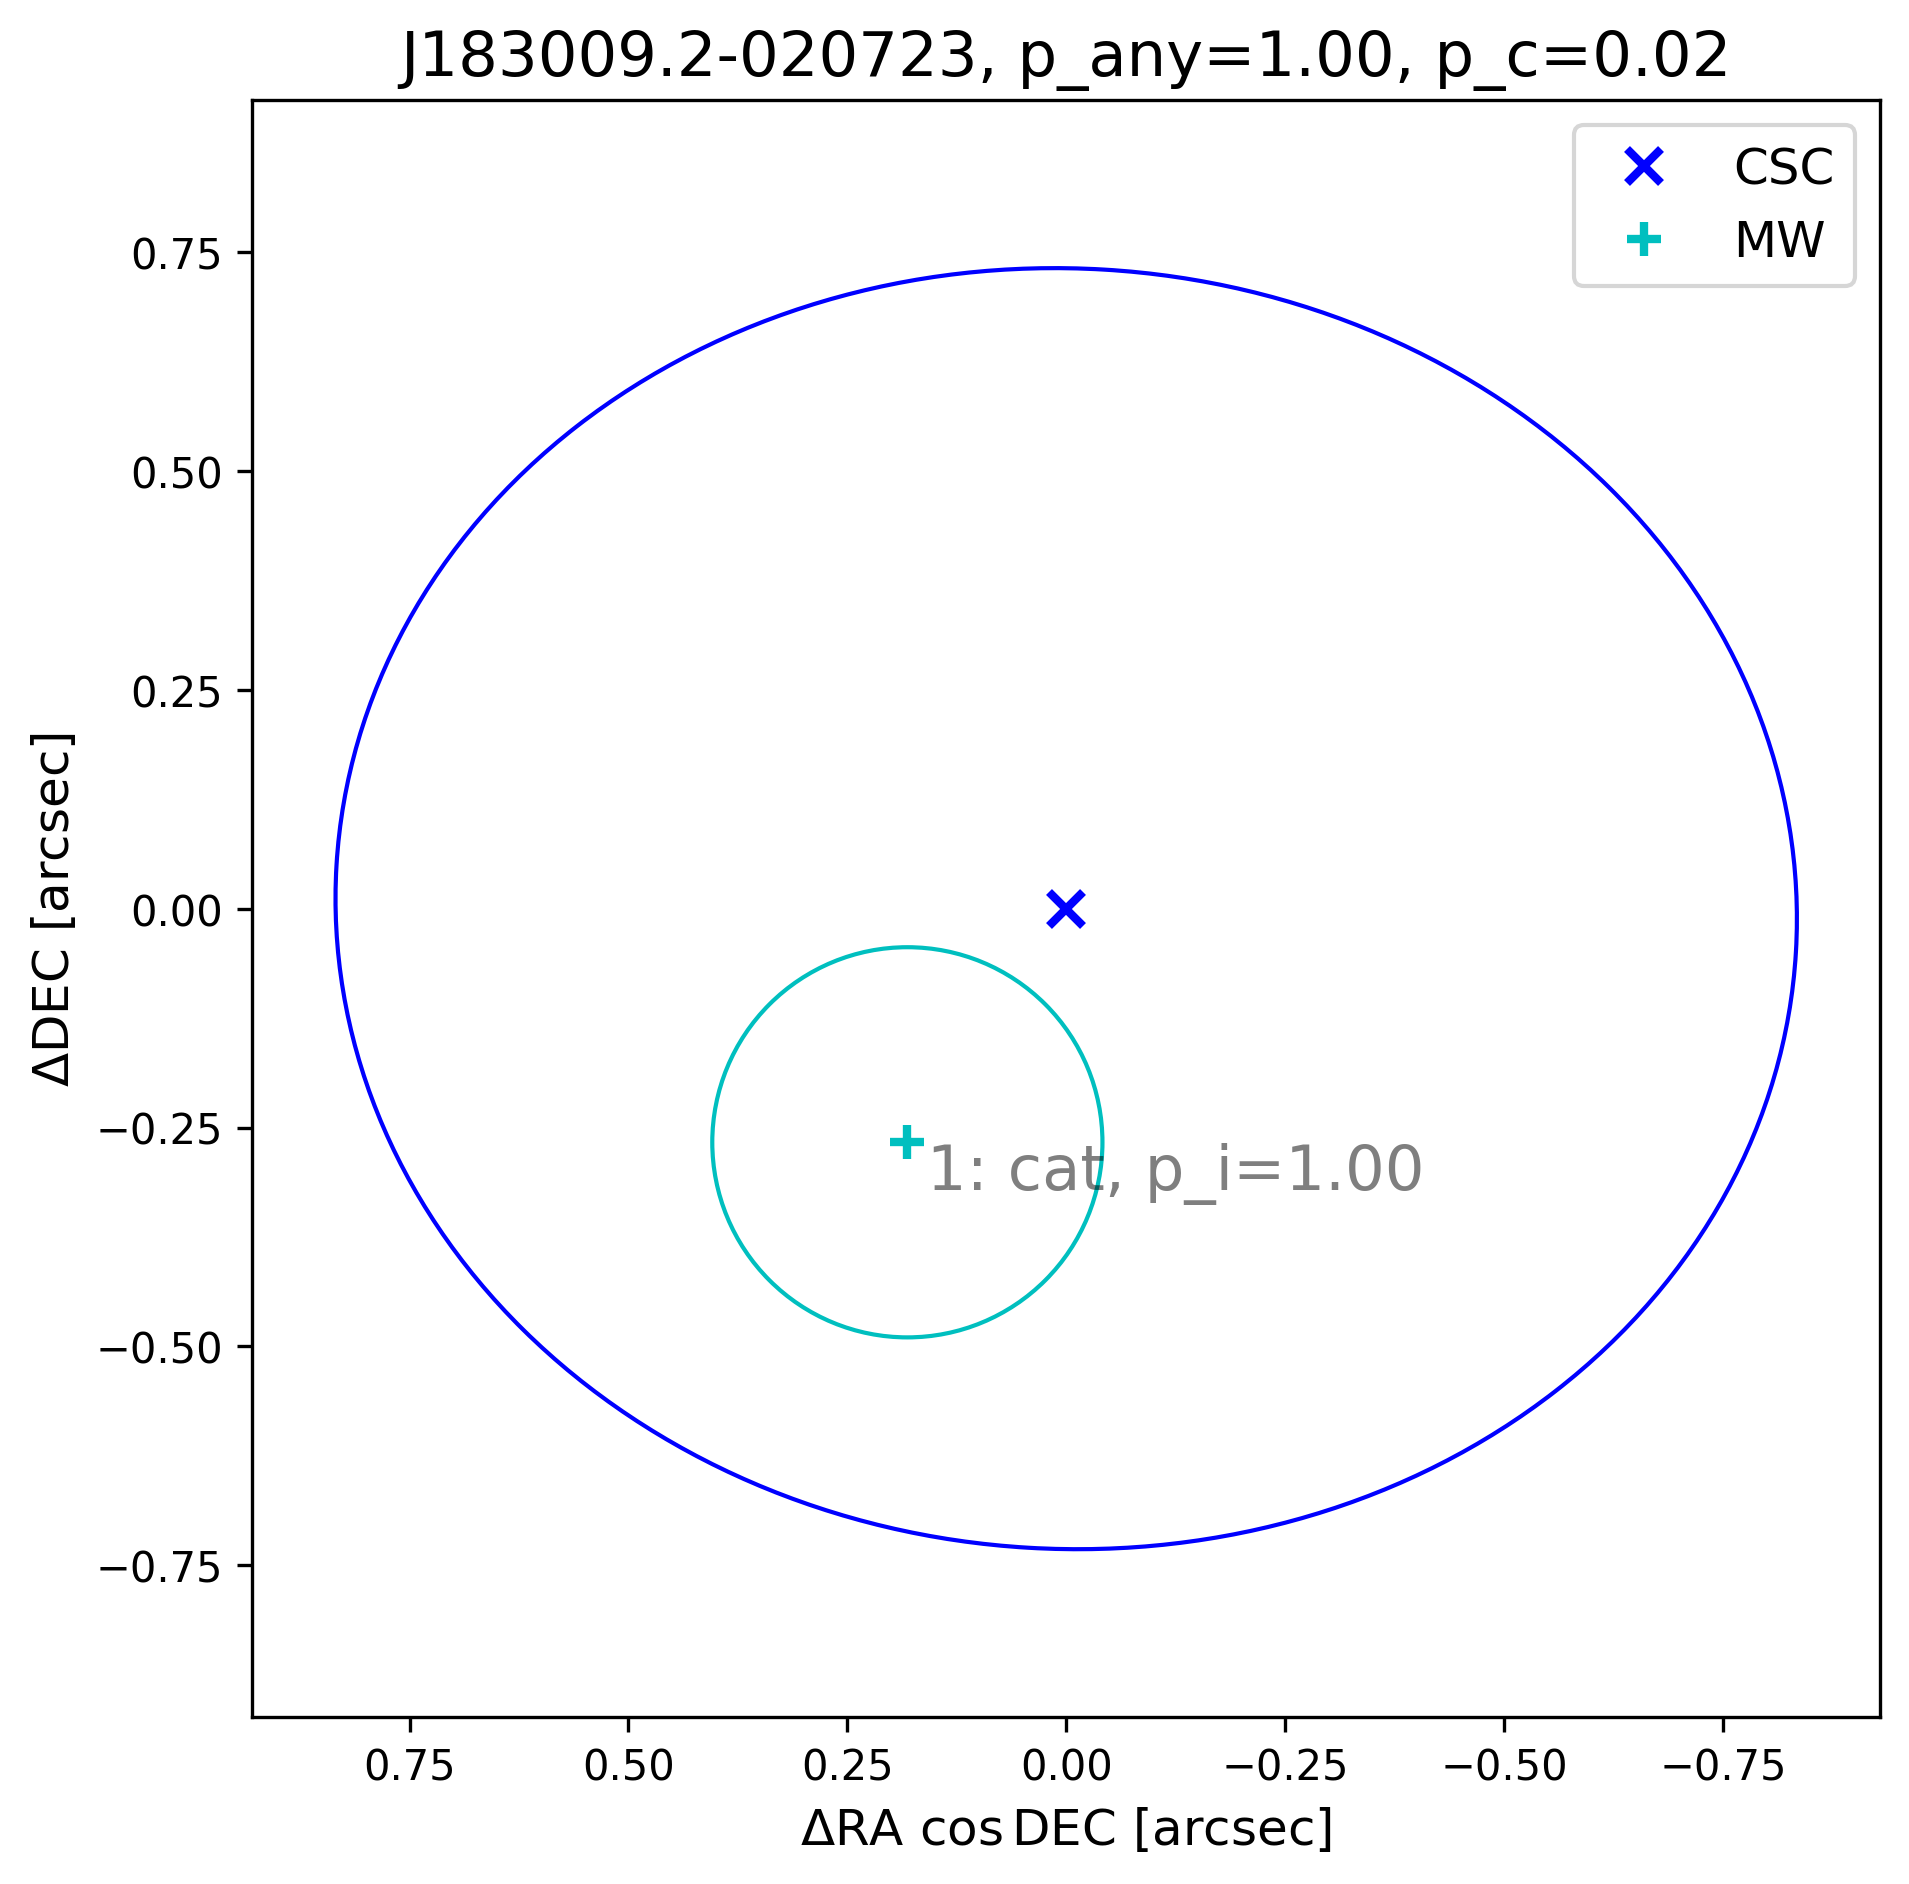 J183009.2-020723, p_any=1.00, p_c=0.02
CSC
MW
0.75
0.50
0.25
0.00
−0.25
−0.50
−0.75
ΔDEC [arcsec]
1: cat, p_i=1.00
0.75 0.50 0.25 0.00 −0.25 −0.50 −0.75
ΔRA cos DEC [arcsec]